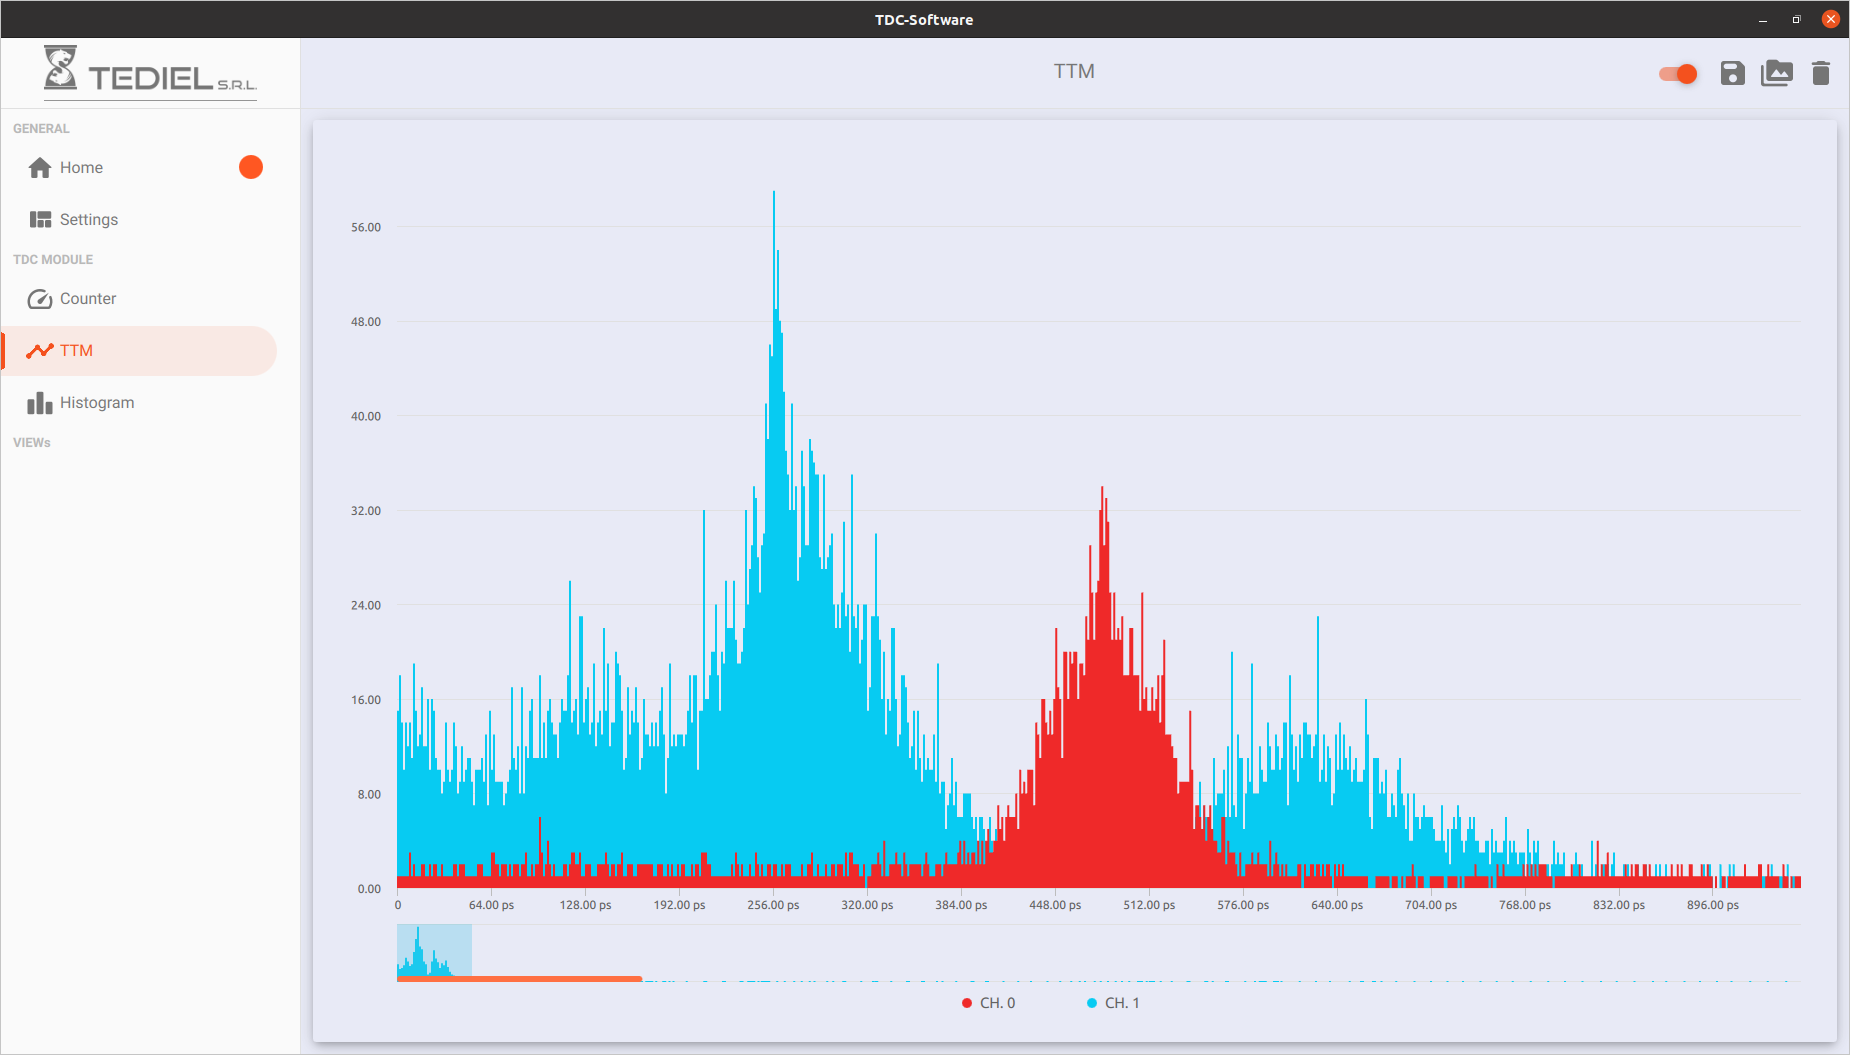 TDC-Software
TEDIEL S.R.L.
TTM
GENERAL
Home
Settings
TDC MODULE
Counter
TTM
Histogram
VIEWs
56.00
48.00
40.00
32.00
24.00
16.00
8.00
0.00
0 64.00 ps 128.00 ps 192.00 ps 256.00 ps 320.00 ps 384.00 ps 448.00 ps 512.00 ps 576.00 ps 640.00 ps 704.00 ps 768.00 ps 832.00 ps 896.00 ps
CH. 0 CH. 1